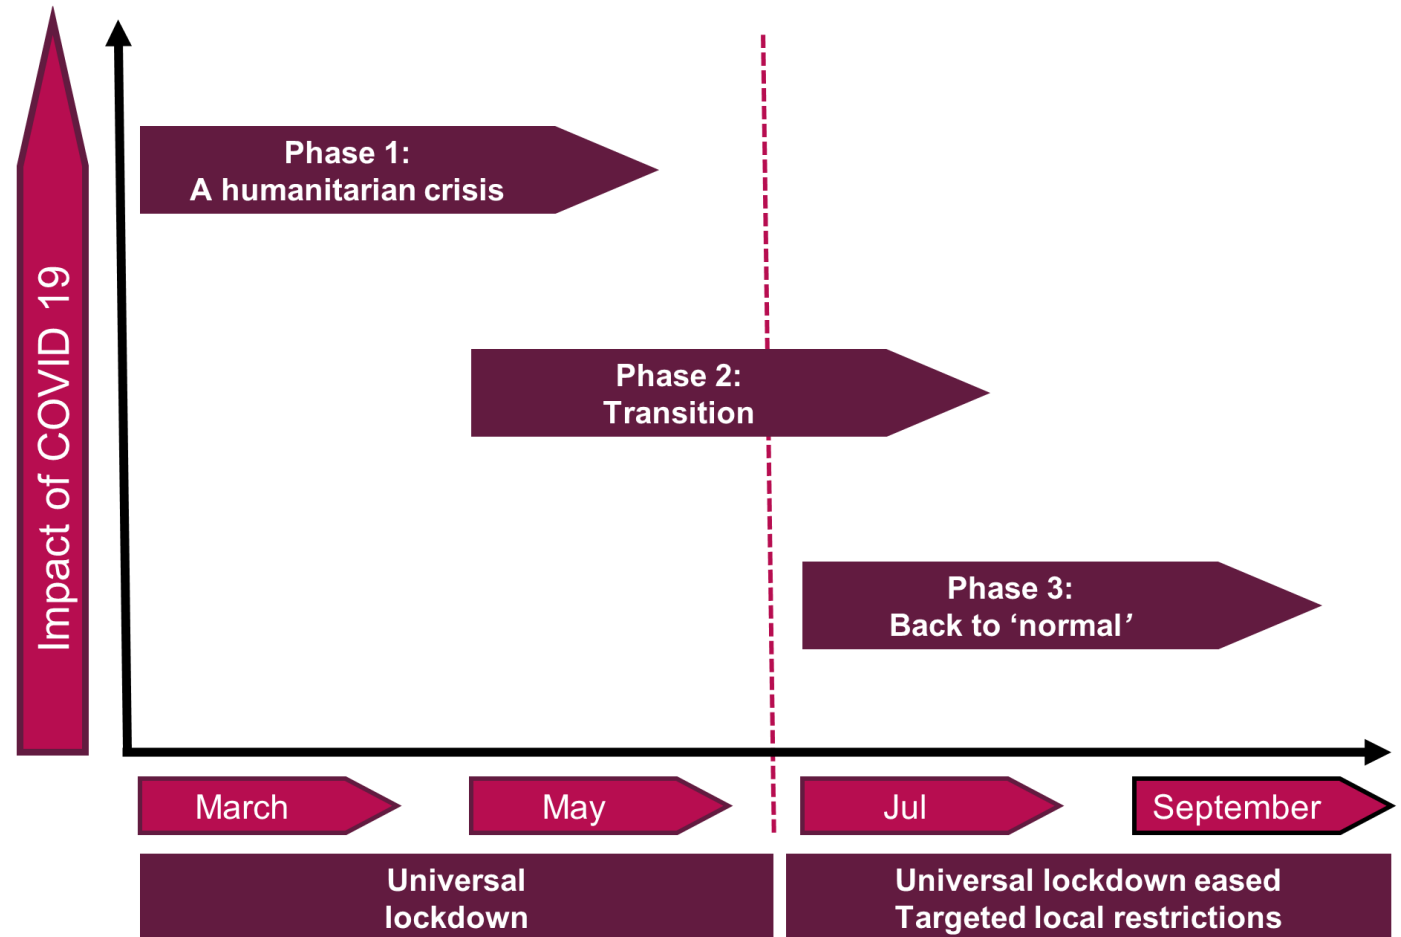 Impact of COVID 19
Phase 1:
A humanitarian crisis
Phase 2:
Transition
Phase 3:
Back to ‘normal’
March
May
Jul
September
Universal
lockdown
Universal lockdown eased
Targeted local restrictions